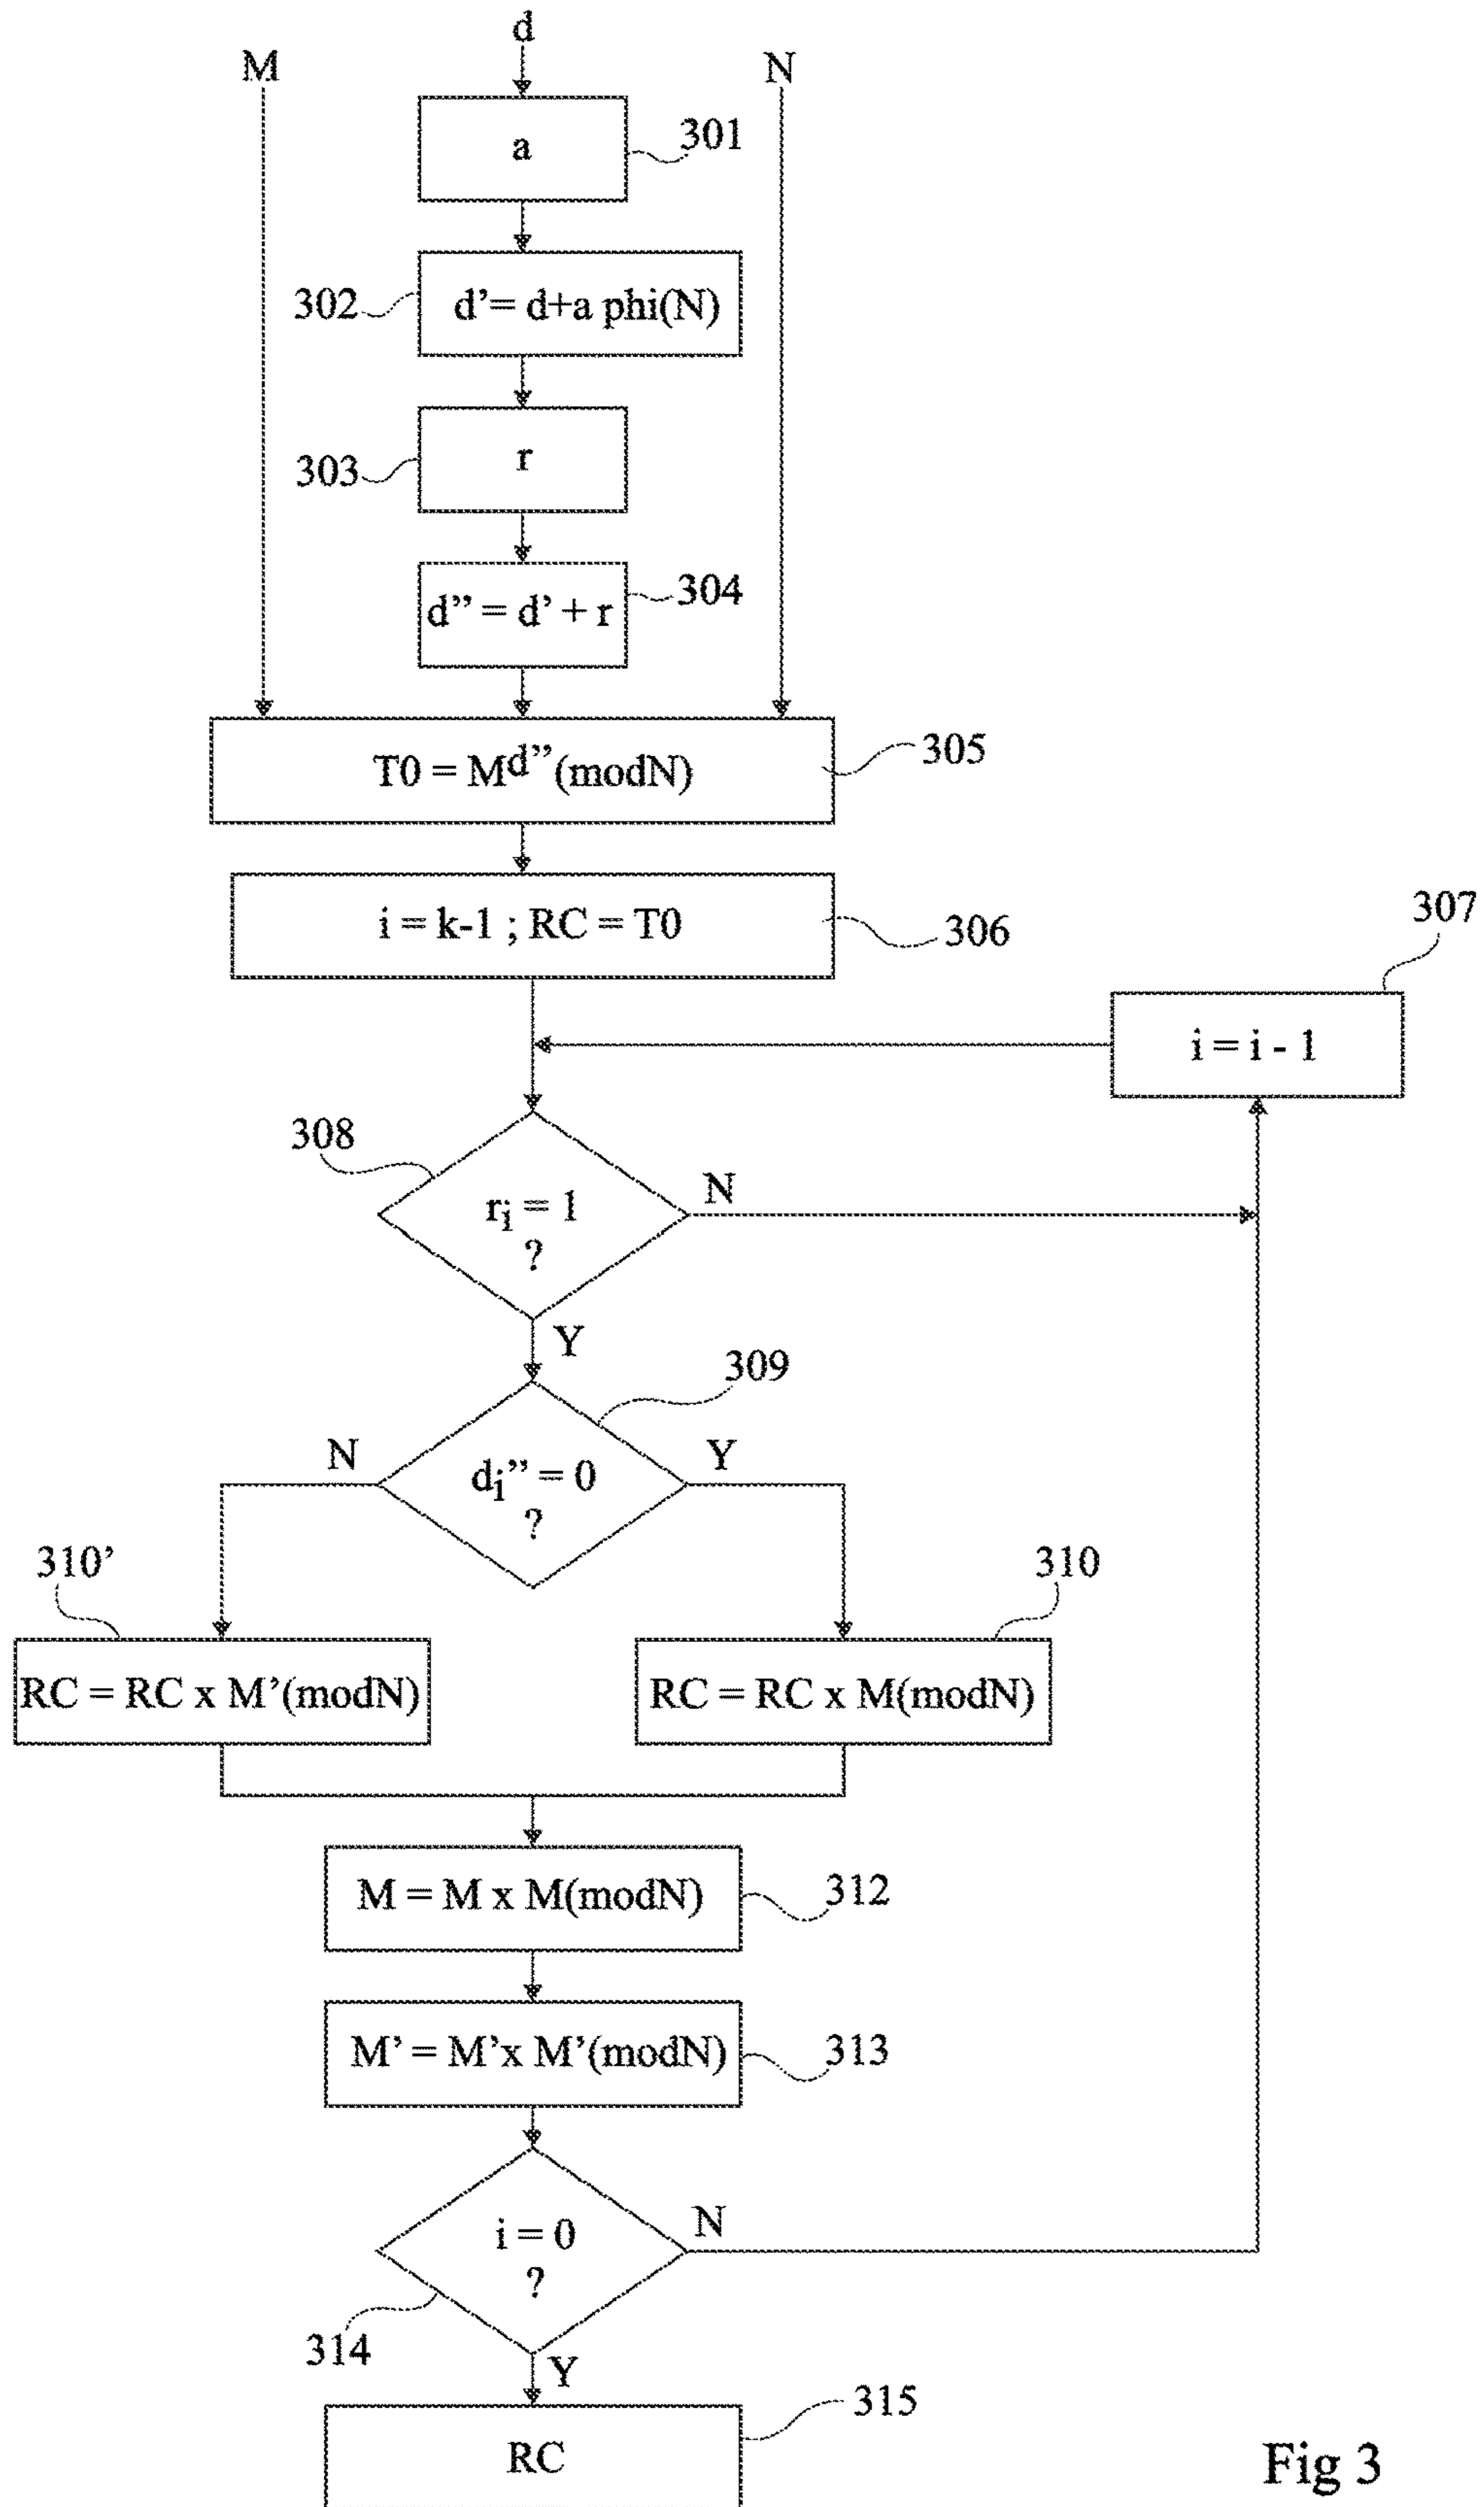 d
M
N
a
301
302
d’= d+a phi(N)
303
r
d” = d’ + r
304
T0 = Md”(modN)
305
i = k-1 ; RC = T0
306
307
i = i - 1
308
ri = 1
?
N
Y
309
N
di” = 0
?
Y
310’
310
RC = RC x M’(modN)
RC = RC x M(modN)
M = M x M(modN)
312
M’ = M’x M’(modN)
313
i = 0
?
N
314
Y
315
RC
Fig 3